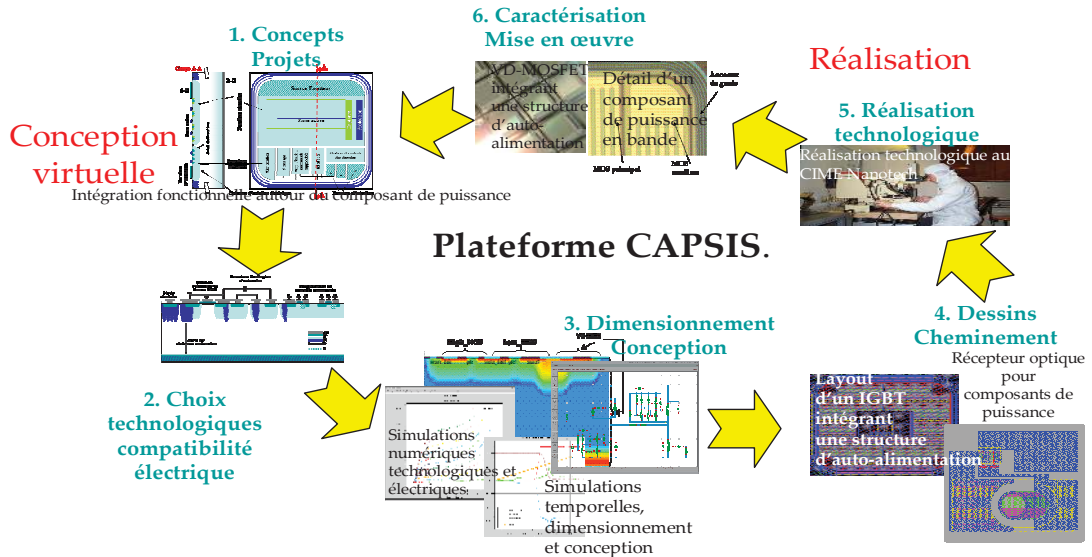 1. Concepts
Projets
Conception
virtuelle
Intégration fonctionnelle autour du composant de puissance
6. Caractérisation
Mise en œuvre
VD-MOSFET
intégrant
une structure
d'auto-
alimentation
Détail d'un
composant
de puissance
en bande
MOS principal
Réalisation
5. Réalisation
technologique
Réalisation technologique au
CIME Nanotech
Plateforme CAPSIS.
2. Choix
technologiques
compatibilité
électrique
3. Dimensionnement
Conception
Simulations
numériques
technologiques et
électriques
Simulations
temporelles,
dimensionnement
et conception
4. Dessins
Cheminement
Récepteur optique
pour
composants de
puissance
Layout
d'un IGBT
intégrant
une structure
d'auto-alimentation